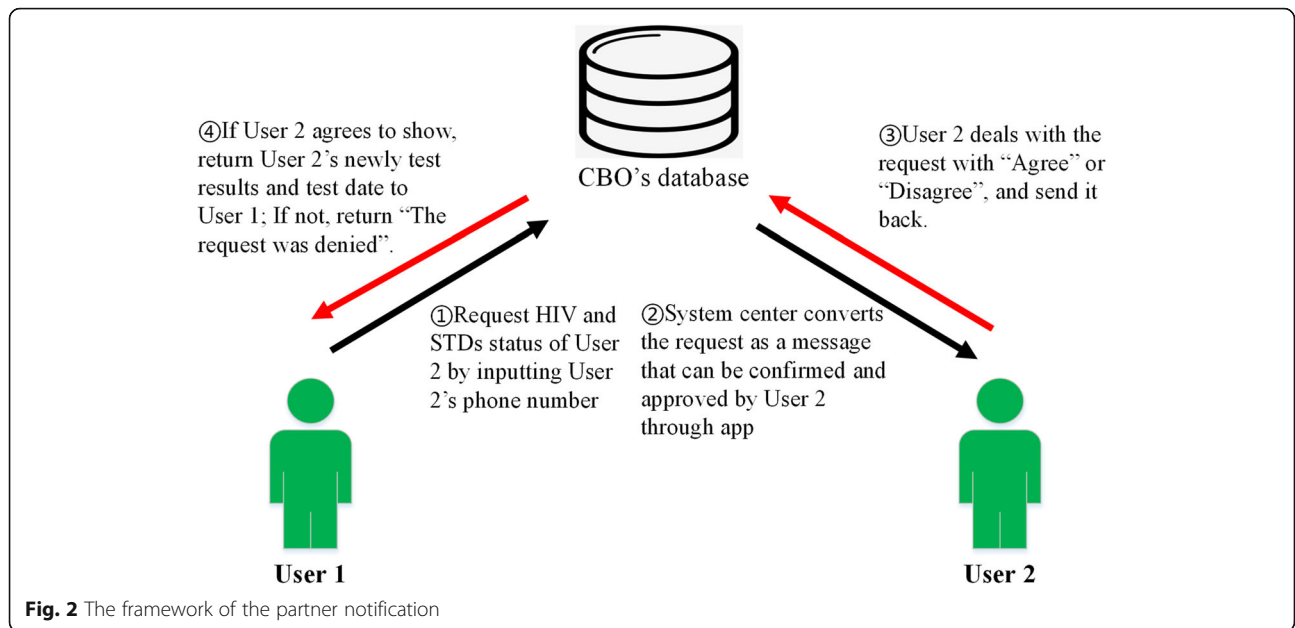 CBO's database
④If User 2 agrees to show,
return User 2's newly test
results and test date to
User 1; If not, return “The
request was denied”.
③User 2 deals with the
request with “Agree” or
“Disagree”, and send it
back.
①Request HIV and
STDs status of User
2 by inputting User
2's phone number
②System center converts
the request as a message
that can be confirmed and
approved by User 2
through app
User 1
User 2
Fig. 2 The framework of the partner notification